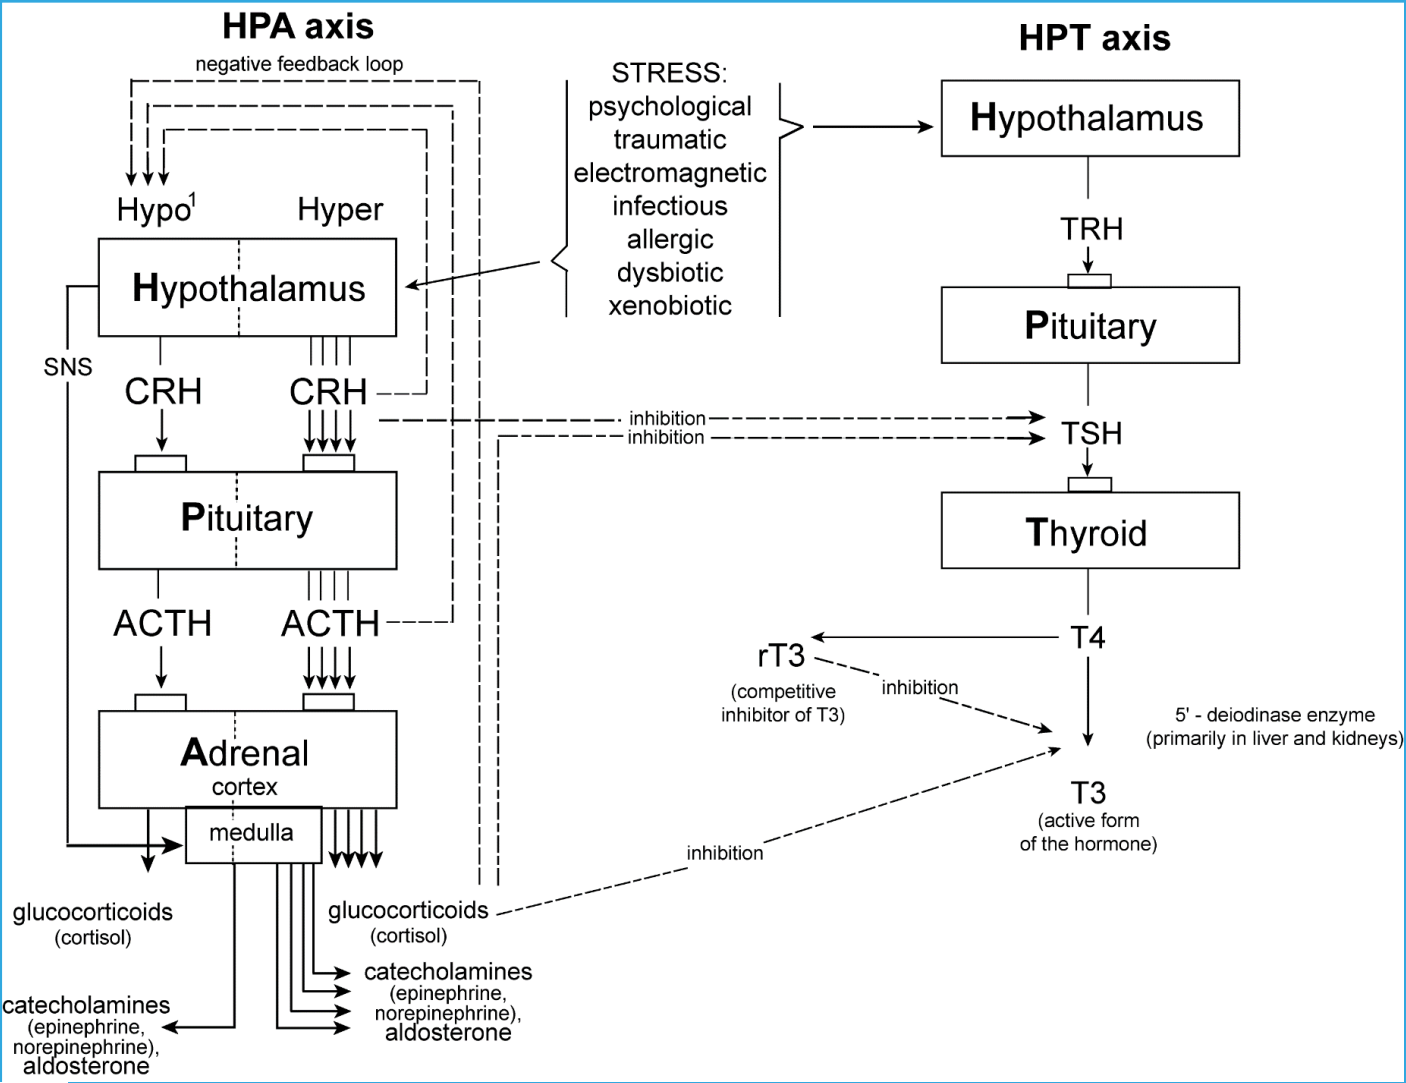 HPA axis
negative feedback loop
Hypo1
Hyper
Hypothalamus
SNS
CRH
CRH
Pituitary
ACTH
ACTH
Adrenal
cortex
medulla
glucocorticoids
(cortisol)
glucocorticoids
(cortisol)
catecholamines
(epinephrine,
norepinephrine),
aldosterone
catecholamines
(epinephrine,
norepinephrine),
aldosterone
STRESS:
psychological
traumatic
electromagnetic
infectious
allergic
dysbiotic
xenobiotic
inhibition
inhibition
HPT axis
Hypothalamus
TRH
Pituitary
TSH
Thyroid
T4
rT3
(competitive
inhibitor of T3)
inhibition
5' - deiodinase enzyme
(primarily in liver and kidneys)
T3
(active form
of the hormone)
inhibition